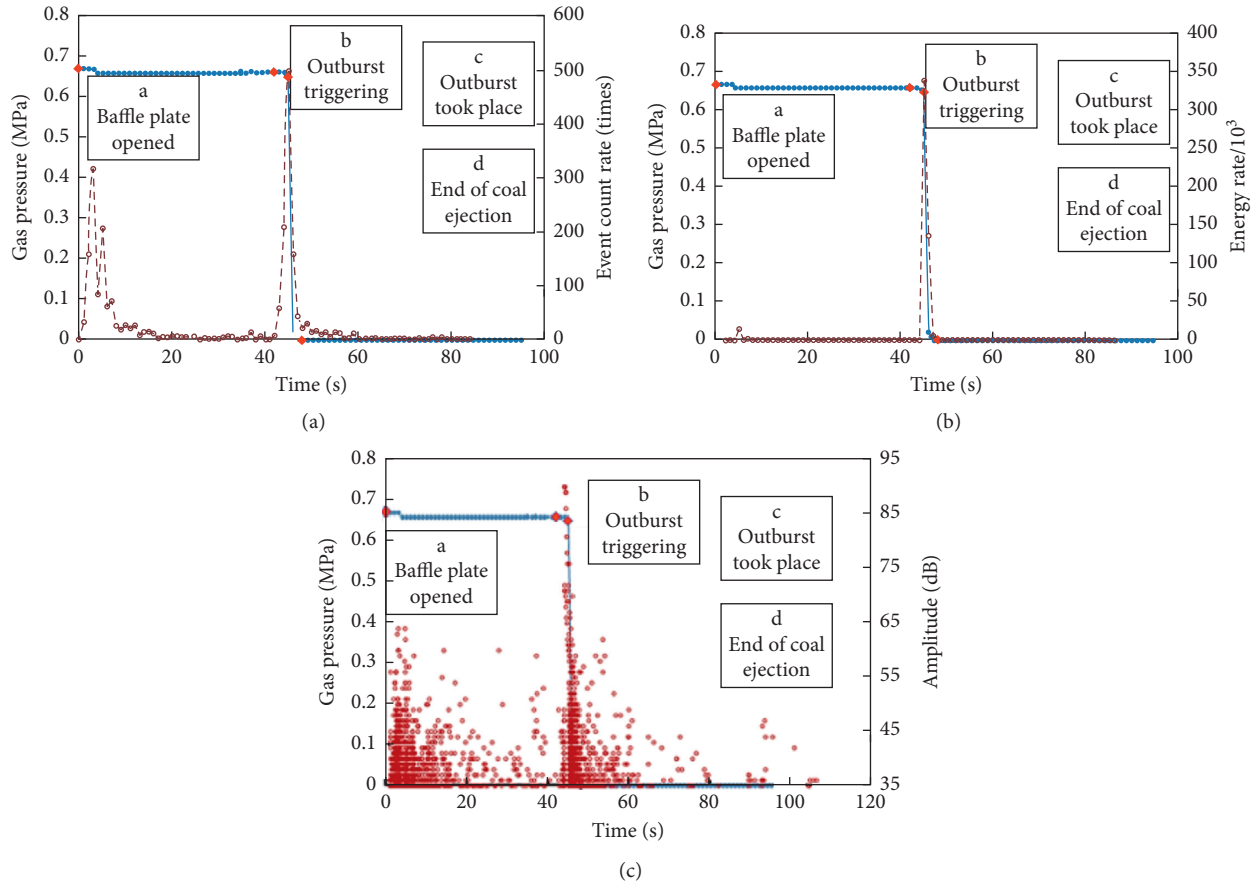 0.8
0.7
0.6
0.5
0.4
0.3
0.2
0.1
0
Gas pressure (MPa)
0
20
40
60
80
100
Time (s)
600
500
400
300
200
100
0
Event count rate (times)
a
Baffle plate
opened
b
Outburst
triggering
c
Outburst
took place
d
End of coal
ejection
(a)
0.8
0.7
0.6
0.5
0.4
0.3
0.2
0.1
0
Gas pressure (MPa)
0
20
40
60
80
100
Time (s)
400
350
300
250
200
150
100
50
0
Energy rate/10³
a
Baffle plate
opened
b
Outburst
triggering
c
Outburst
took place
d
End of coal
ejection
(b)
0.8
0.7
0.6
0.5
0.4
0.3
0.2
0.1
0
Gas pressure (MPa)
0
20
40
60
80
100
120
Time (s)
95
85
75
65
55
45
35
Amplitude (dB)
a
Baffle plate
opened
b
Outburst
triggering
c
Outburst
took place
d
End of coal
ejection
(c)